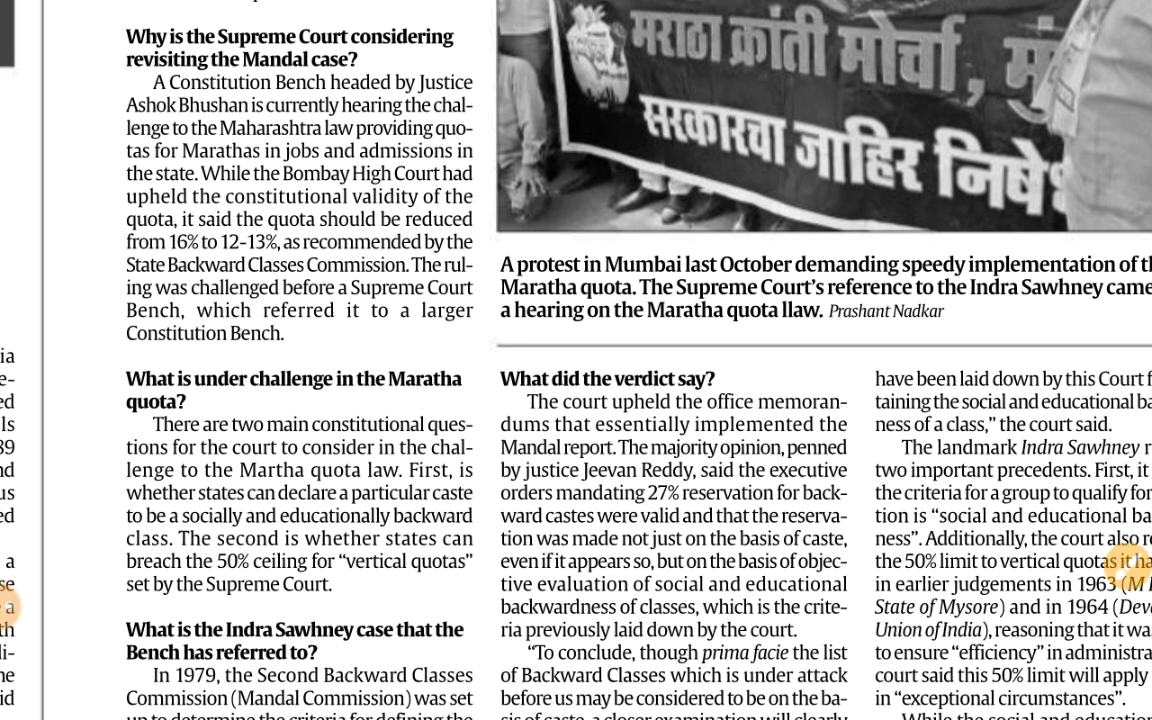 Why is the Supreme Court considering
revisiting the Mandal case?
A Constitution Bench headed by Justice
Ashok Bhushan is currently hearing the chal-
lenge to the Maharashtra law providing quo-
tas for Marathas in jobs and admissions in
the state. While the Bombay High Court had
upheld the constitutional validity of the
quota, it said the quota should be reduced
from 16% to 12-13%, as recommended by the
State Backward Classes Commission. The rul-
ing was challenged before a Supreme Court
Bench, which referred it to a larger
Constitution Bench.
What is under challenge in the Maratha
quota?
There are two main constitutional ques-
tions for the court to consider in the chal-
lenge to the Martha quota law. First, is
whether states can declare a particular caste
to be a socially and educationally backward
class. The second is whether states can
breach the 50% ceiling for “vertical quotas”
set by the Supreme Court.
What is the Indra Sawhney case that the
Bench has referred to?
In 1979, the Second Backward Classes
Commission (Mandal Commission) was set
up to determine the criteria for defining the
मराठा क्रांती मोर्चा,
सरकारचा जाहिर
A protest in Mumbai last October demanding speedy implementation of
Maratha quota. The Supreme Court’s reference to the Indra Sawhney came
a hearing on the Maratha quota llaw. Prashant Nadkar
What did the verdict say?
The court upheld the office memoran-
dums that essentially implemented the
Mandal report. The majority opinion, penned
by justice Jeevan Reddy, said the executive
orders mandating 27% reservation for back-
ward castes were valid and that the reserva-
tion was made not just on the basis of caste,
even if it appears so, but on the basis of objec-
tive evaluation of social and educational
backwardness of classes, which is the crite-
ria previously laid down by the court.
“To conclude, though prima facie the list
of Backward Classes which is under attack
before us may be considered to be on the ba-
sis of caste, a closer examination will clearly
have been laid down by this Court
taining the social and educational
ness of a class,” the court said.
The landmark Indra Sawhney
two important precedents. First, it
the criteria for a group to qualify for
tion is “social and educational
ness”. Additionally, the court also
the 50% limit to vertical quotas it
in earlier judgements in 1963 (M
State of Mysore) and in 1964
Union of India), reasoning that it
to ensure “efficiency” in
court said this 50% limit will apply
in “exceptional circumstances”.
While the social and